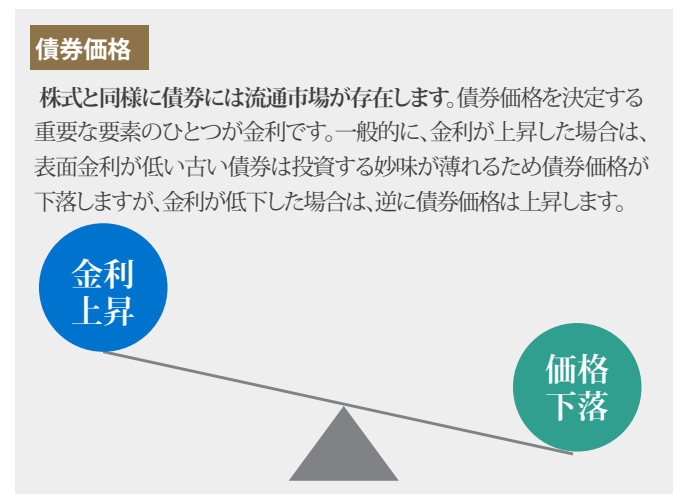 債券価格
株式と同様に債券には流通市場が存在します。債券価格を決定する
重要な要素のひとつが金利です。一般的に、金利が上昇した場合は、
表面金利が低い古い債券は投資する妙味が薄れるため債券価格が
下落しますが、金利が低下した場合は、逆に債券価格は上昇します。
金利
上昇
価格
下落